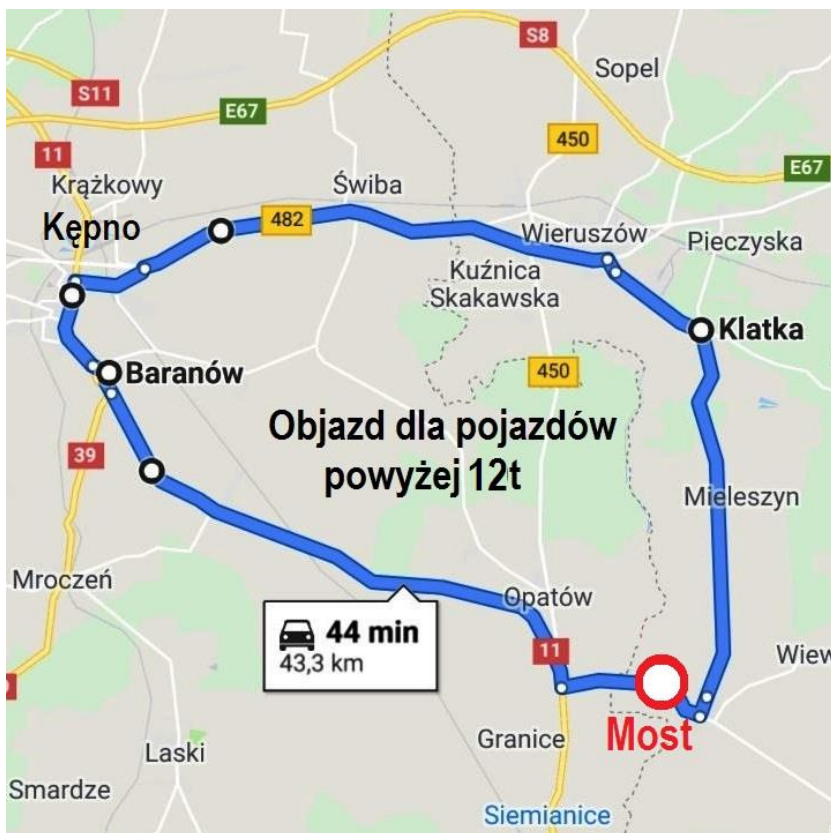 S8
Sopel
S11
E67
450
11
E67
Krążkowy
Świba
Kępno
482
Wieruszów
Pieczyska
Kuźnica
Skakawska
Klatka
Baranów
450
Objazd dla pojazdów
powyżej 12t
39
Mieleszyn
Mroczeń
Opatów
44 min
43,3 km
11
Wiew
Most
Granice
Laski
Smardze
Siemianice